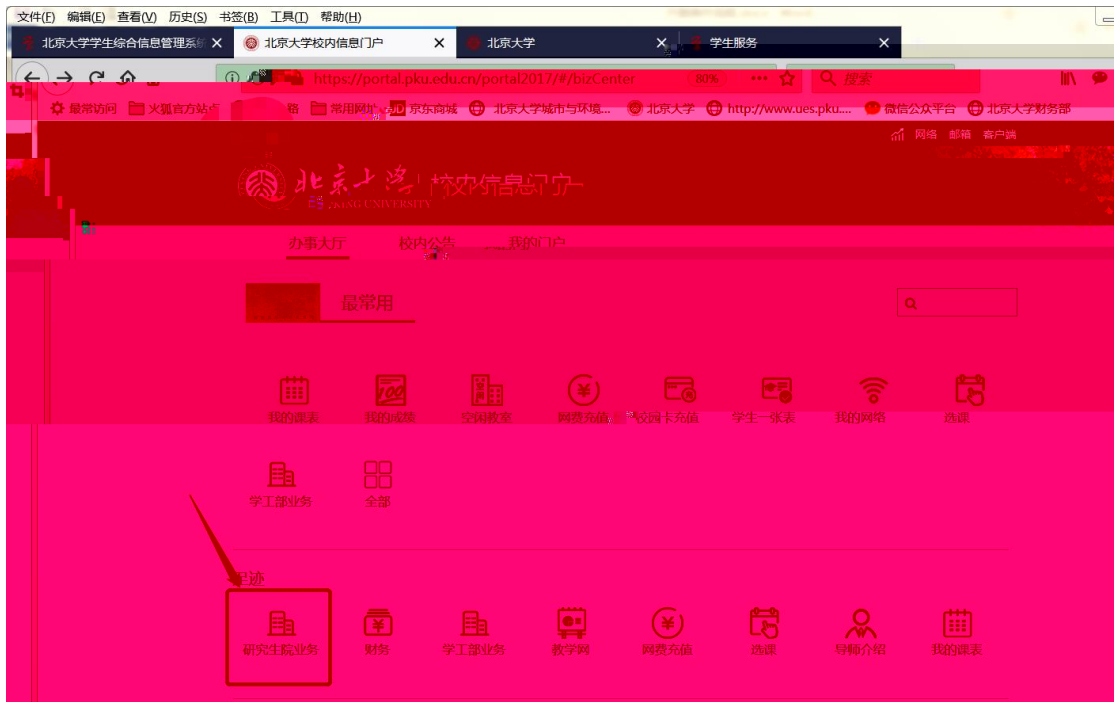 文件(F) 编辑(E) 查看(V) 历史(S) 书签(B) 工具(T) 帮助(H)
北京大学学生综合信息管理系统 北京大学校内信息门户 北京大学 学生服务
https://portal.pku.edu.cn/portal2017/#/bizCenter 80% 搜索
最常访问 火狐官方站点 常用网址 JD 京东商城 北京大学城市与环境... 北京大学 http://www.ues.pku.... 微信公众平台 北京大学财务部
网络 邮箱 客户端
北京大学 校内信息门户
办事大厅 校内公告 我的门户
最常用
我的课表 我的成绩 空闲教室 网费充值 校园卡充值 学生一张表 我的网络 选课
学工部业务 全部
足迹
研究生院业务 财务 学工部业务 教学网 网费充值 选课 导师介绍 我的课表